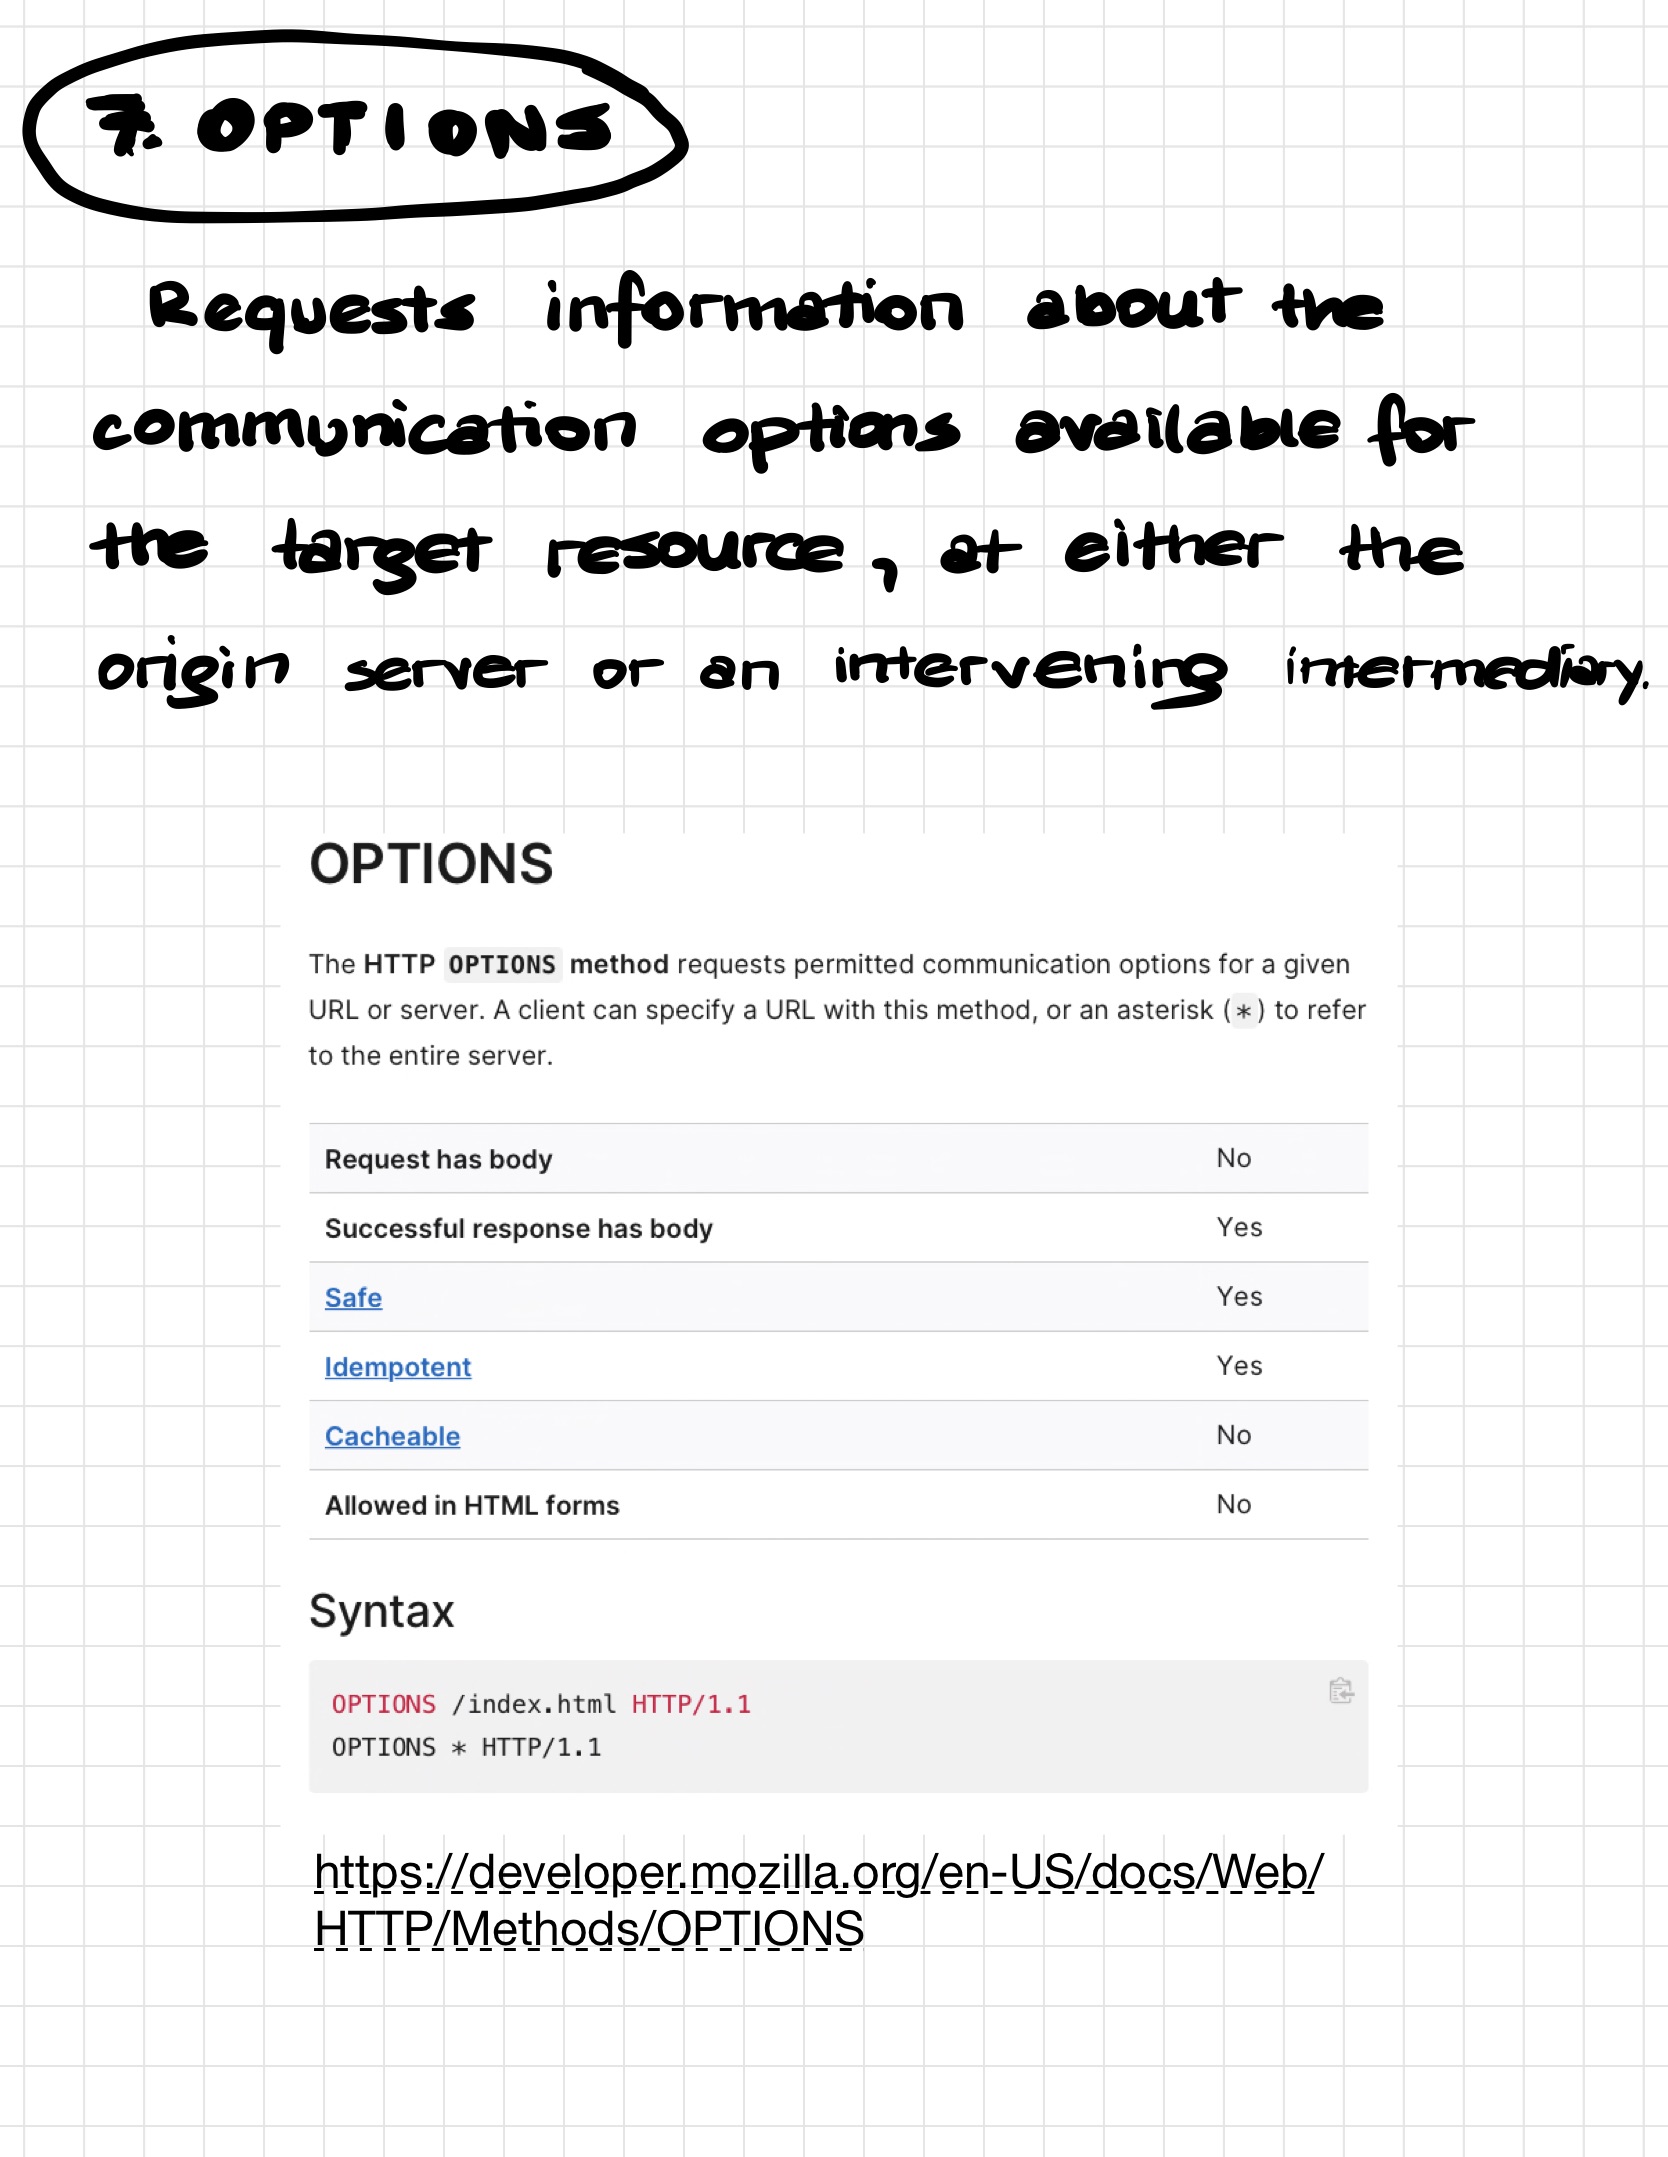 7. OPTIONS
Requests information about the
communication options available for
the target resource, at either the
origin server or an intervening intermediary.
OPTIONS
The HTTP OPTIONS method requests permitted communication options for a given
URL or server. A client can specify a URL with this method, or an asterisk (*) to refer
to the entire server.
Request has body No
Successful response has body Yes
Safe Yes
Idempotent Yes
Cacheable No
Allowed in HTML forms No
Syntax
OPTIONS /index.html HTTP/1.1
OPTIONS * HTTP/1.1
https://developer.mozilla.org/en-US/docs/Web/
HTTP/Methods/OPTIONS